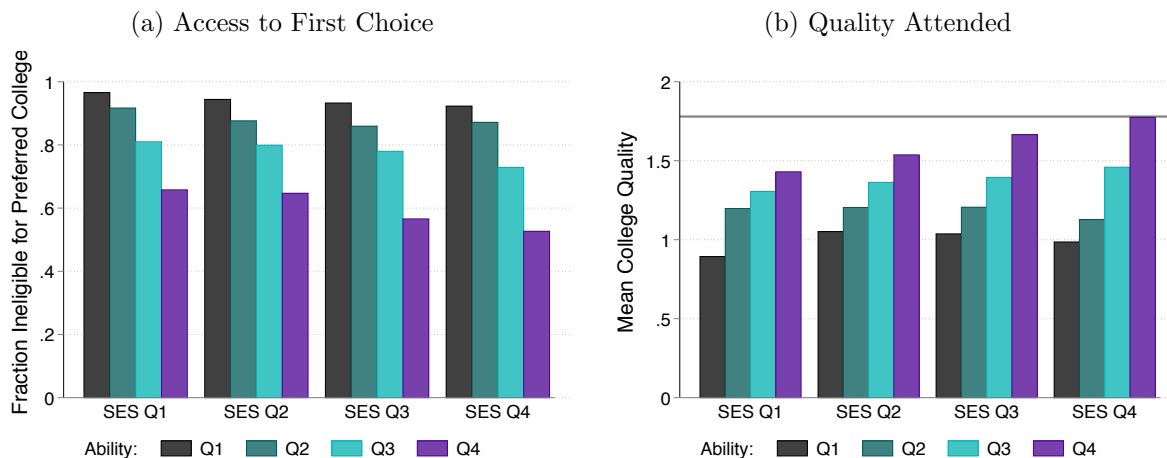 (a) Access to First Choice
Fraction Ineligible for Preferred College
1
.8
.6
.4
.2
0
SES Q1 SES Q2 SES Q3 SES Q4
Ability: Q1 Q2 Q3 Q4
(b) Quality Attended
Mean College Quality
2
1.5
1
.5
0
SES Q1 SES Q2 SES Q3 SES Q4
Ability: Q1 Q2 Q3 Q4